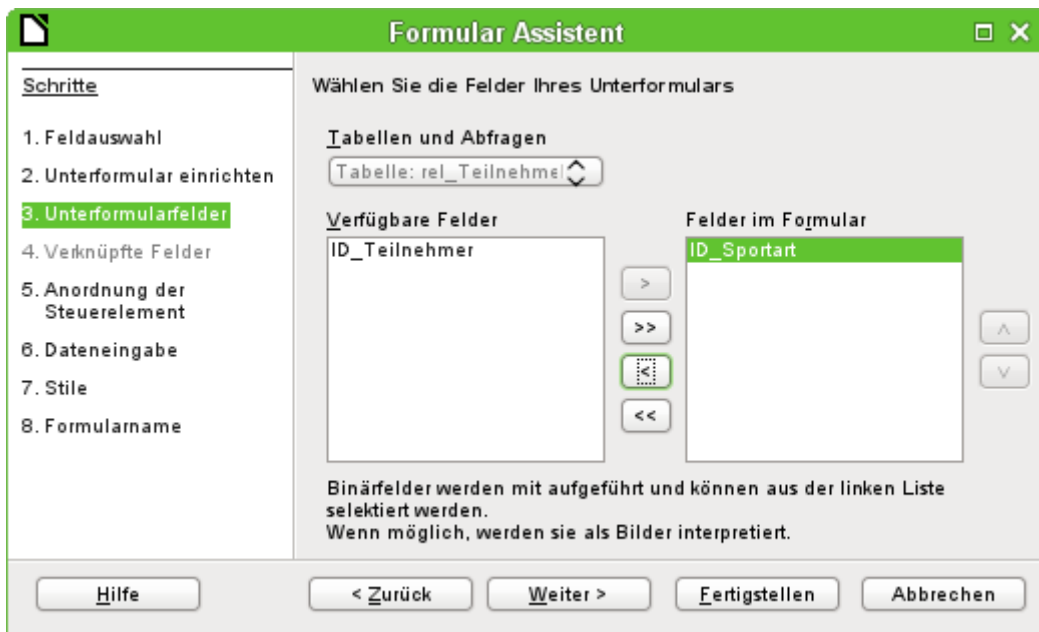 Formular Assistent
Schritte
1. Feldauswahl
2. Unterformular einrichten
3. Unterformularfelder
4. Verknüpfte Felder
5. Anordnung der
Steuerelement
6. Dateneingabe
7. Stile
8. Formularname
Wählen Sie die Felder Ihres Unterformulars
Tabellen und Abfragen
Tabelle: rel_Teilnehme
Verfügbare Felder
ID_Teilnehmer
>
>>
<
<<
Felder im Formular
ID_Sportart
Binärfelder werden mit aufgeführt und können aus der linken Liste
selektiert werden.
Wenn möglich, werden sie als Bilder interpretiert.
Hilfe
< Zurück
Weiter >
Fertigstellen
Abbrechen